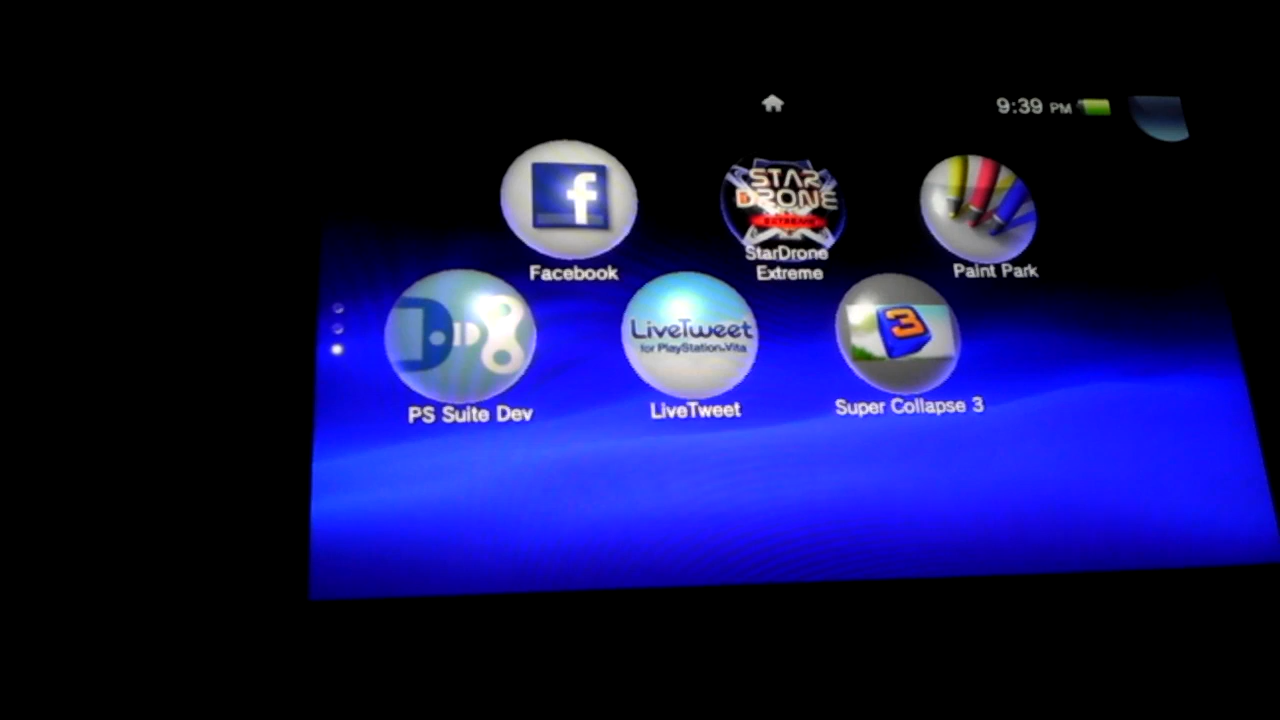 9:39 PM
f
STAR
DRONE
EXTREME
Facebook
StarDrone
Extreme
Paint Park
LiveTweet
for PlayStation.Vita
3
PS Suite Dev
LiveTweet
Super Collapse 3